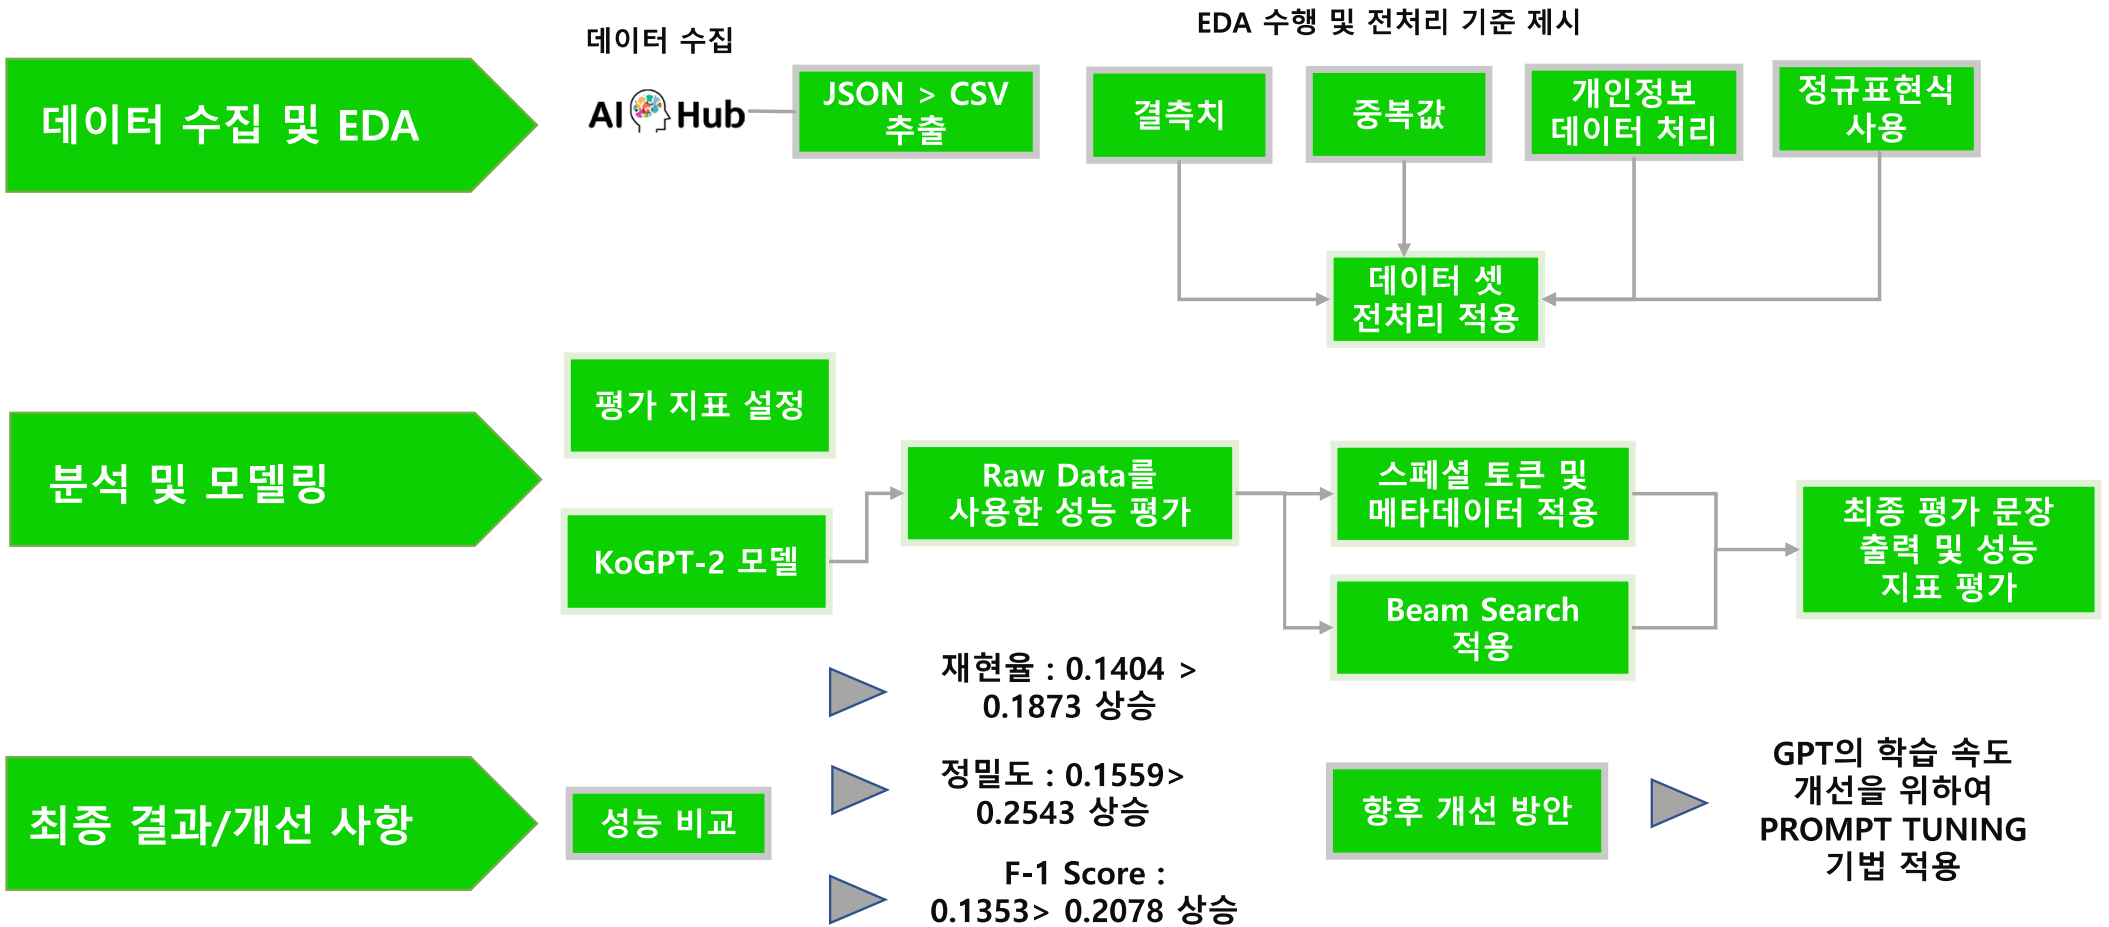 데이터 수집 및 EDA
데이터 수집
AI Hub
JSON > CSV
추출
EDA 수행 및 전처리 기준 제시
결측치
중복값
개인정보
데이터 처리
정규표현식
사용
데이터 셋
전처리 적용
분석 및 모델링
평가 지표 설정
KoGPT-2 모델
Raw Data를
사용한 성능 평가
스페셜 토큰 및
메타데이터 적용
Beam Search
적용
최종 평가 문장
출력 및 성능
지표 평가
최종 결과/개선 사항
성능 비교
재현율 : 0.1404 >
0.1873 상승
정밀도 : 0.1559>
0.2543 상승
F-1 Score :
0.1353> 0.2078 상승
향후 개선 방안
GPT의 학습 속도
개선을 위하여
PROMPT TUNING
기법 적용